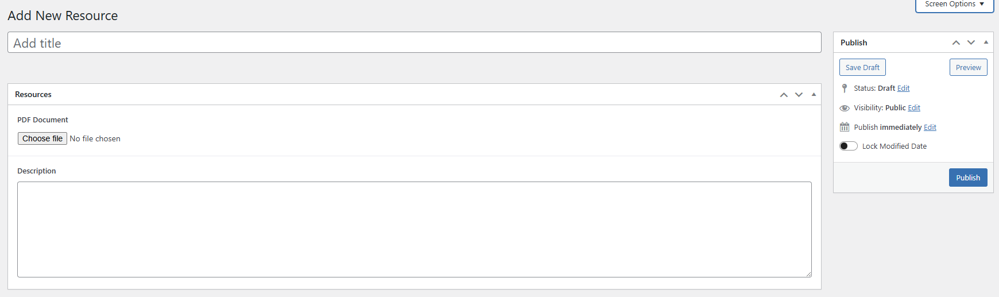 Screen Options
Add New Resource
Add title
Publish
Save Draft
Preview
Status: Draft Edit
Visibility: Public Edit
Publish immediately Edit
Lock Modified Date
Publish
Resources
PDF Document
Choose file No file chosen
Description